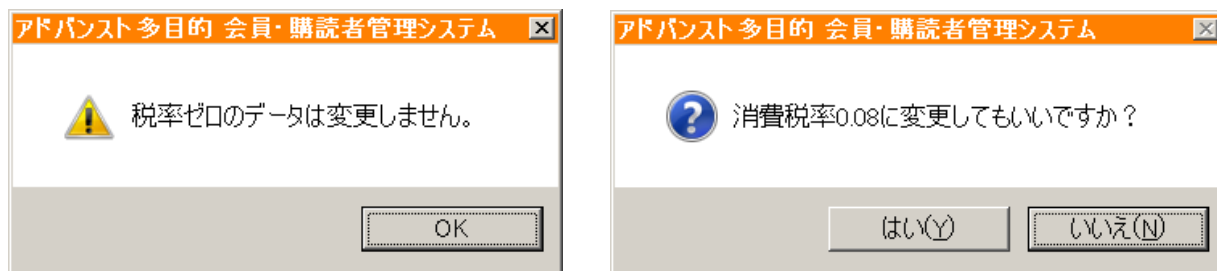 アドバンスト多目的 会員・購読者管理システム
税率ゼロのデータは変更しません。
OK
アドバンスト多目的 会員・購読者管理システム
消費税率0.08に変更してもいいですか？
はい(Y)
いいえ(N)